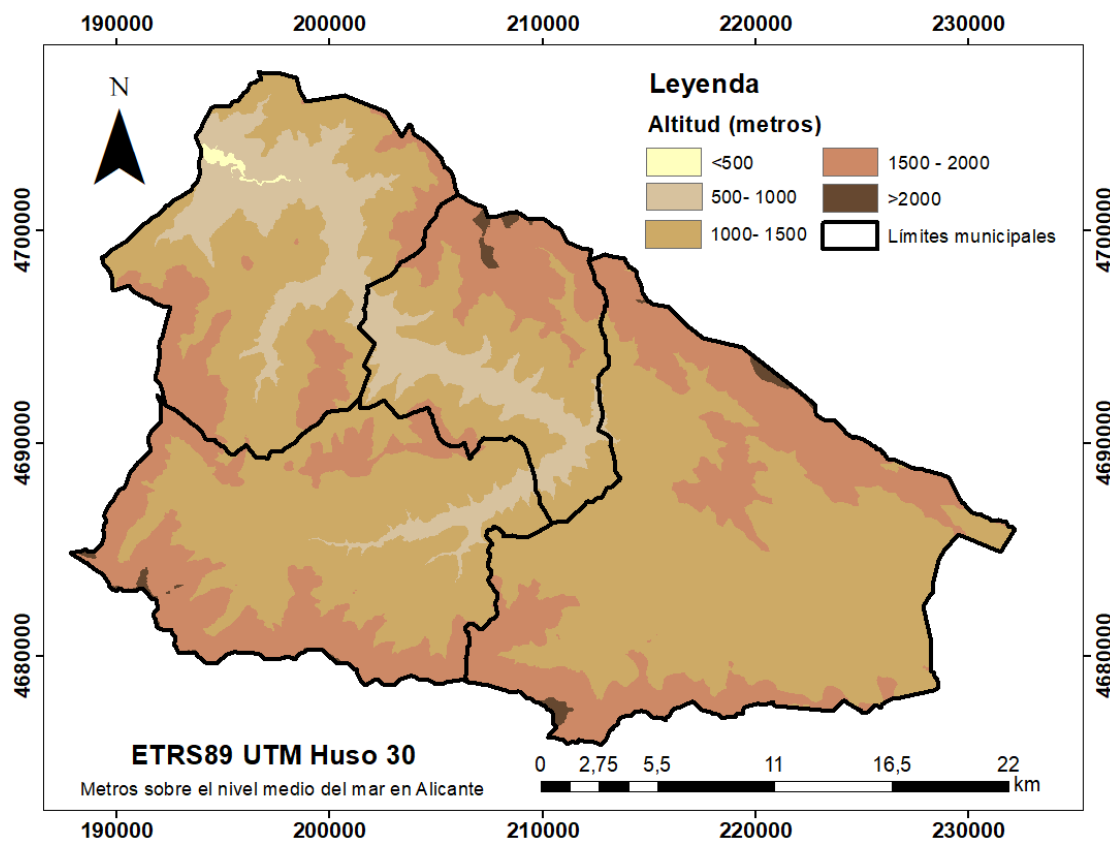 190000 200000 210000 220000 230000
N
Leyenda
Altitud (metros)
<500
1500 - 2000
500- 1000
>2000
1000- 1500
Límites municipales
4700000
4700000
4690000
4690000
4680000
4680000
ETRS89 UTM Huso 30
Metros sobre el nivel medio del mar en Alicante
0 2,75 5,5 11 16,5 22
km
190000 200000 210000 220000 230000